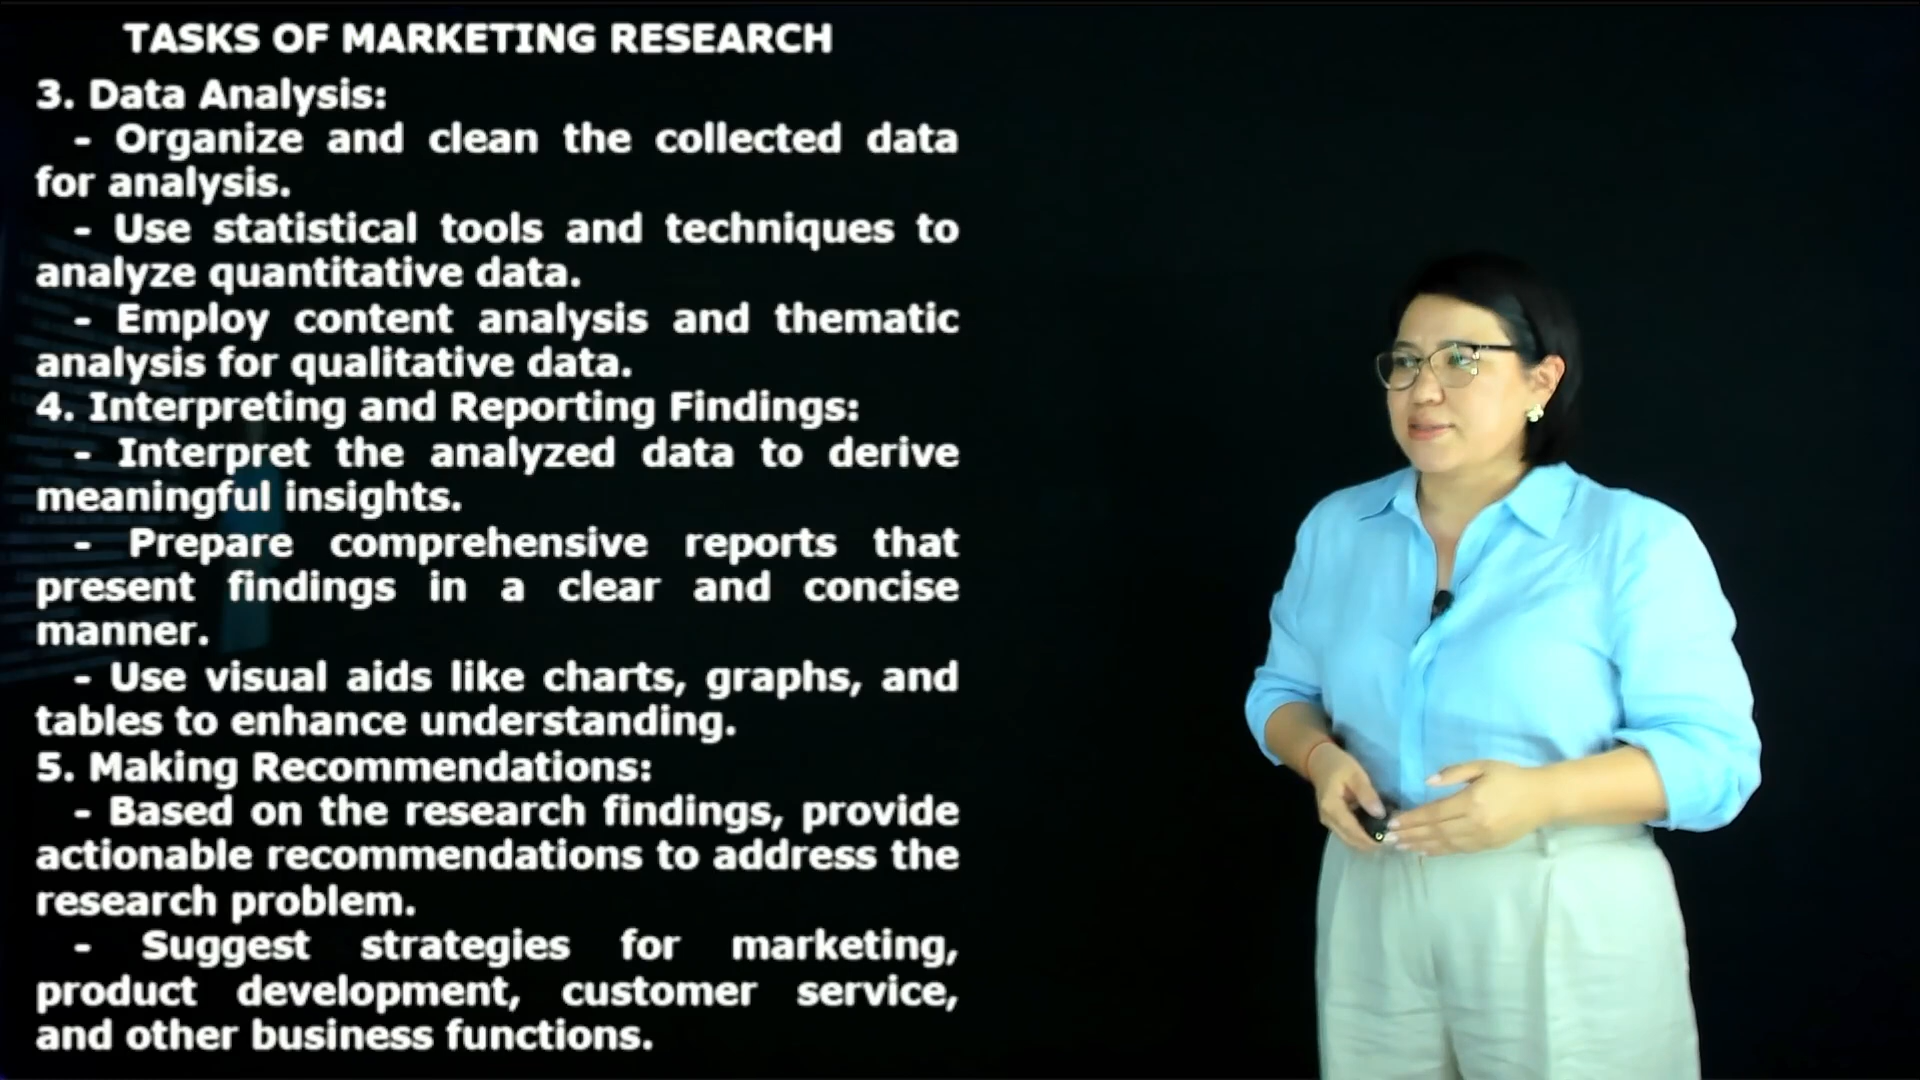 TASKS OF MARKETING RESEARCH
3. Data Analysis:
- Organize and clean the collected data
for analysis.
- Use statistical tools and techniques to
analyze quantitative data.
- Employ content analysis and thematic
analysis for qualitative data.
4. Interpreting and Reporting Findings:
- Interpret the analyzed data to derive
meaningful insights.
- Prepare comprehensive reports that
present findings in a clear and concise
manner.
- Use visual aids like charts, graphs, and
tables to enhance understanding.
5. Making Recommendations:
- Based on the research findings, provide
actionable recommendations to address the
research problem.
- Suggest strategies for marketing,
product development, customer service,
and other business functions.